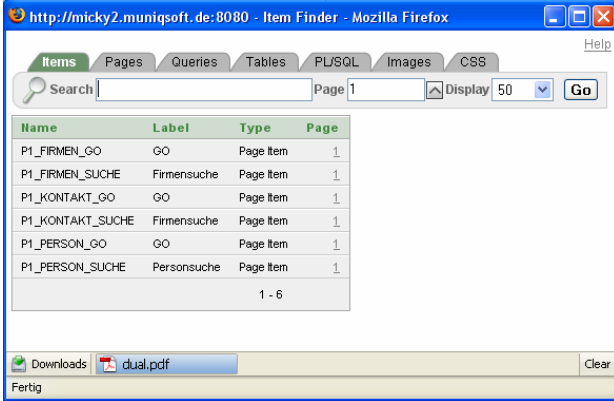 http://micky2.muniqsoft.de:8080 - Item Finder - Mozilla Firefox
Help
Items Pages Queries Tables PL/SQL Images CSS
Search Page 1 Display 50 Go
Name Label Type Page
P1_FIRMEN_GO GO Page Item 1
P1_FIRMEN_SUCHE Firmensuche Page Item 1
P1_KONTAKT_GO GO Page Item 1
P1_KONTAKT_SUCHE Firmensuche Page Item 1
P1_PERSON_GO GO Page Item 1
P1_PERSON_SUCHE Personsuche Page Item 1
1 - 6
Downloads dual.pdf Clear
Fertig